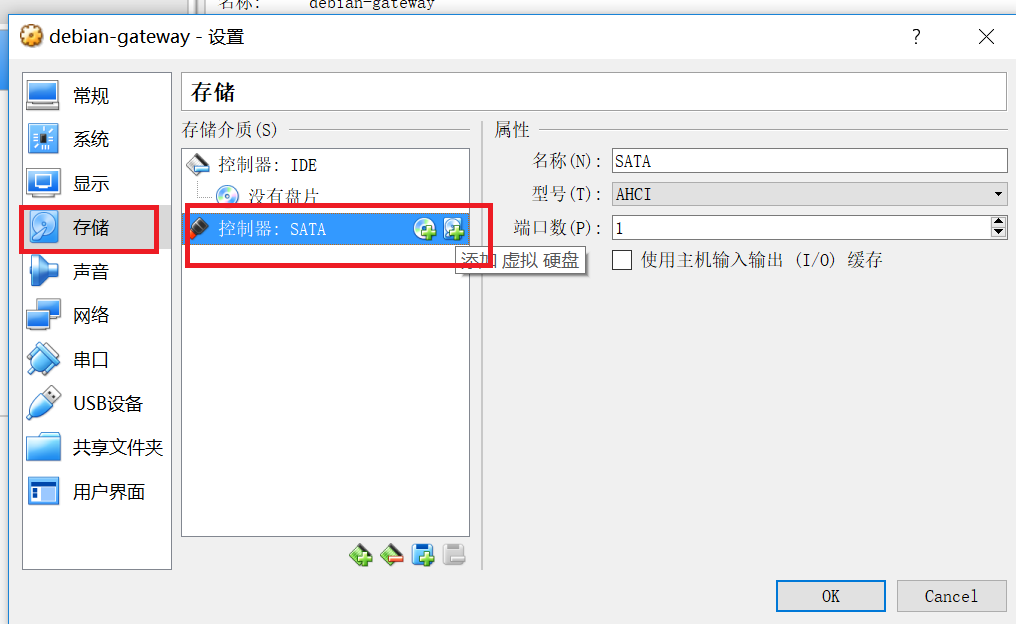 名称: debian-gateway
debian-gateway - 设置
?
常规
系统
显示
存储
声音
网络
串口
USB设备
共享文件夹
用户界面
存储
存储介质(S)
控制器: IDE
没有盘片
控制器: SATA
添加 虚拟 硬盘
属性
名称(N): SATA
型号(T): AHCI
端口数(P): 1
使用主机输入输出 (I/O) 缓存
OK
Cancel